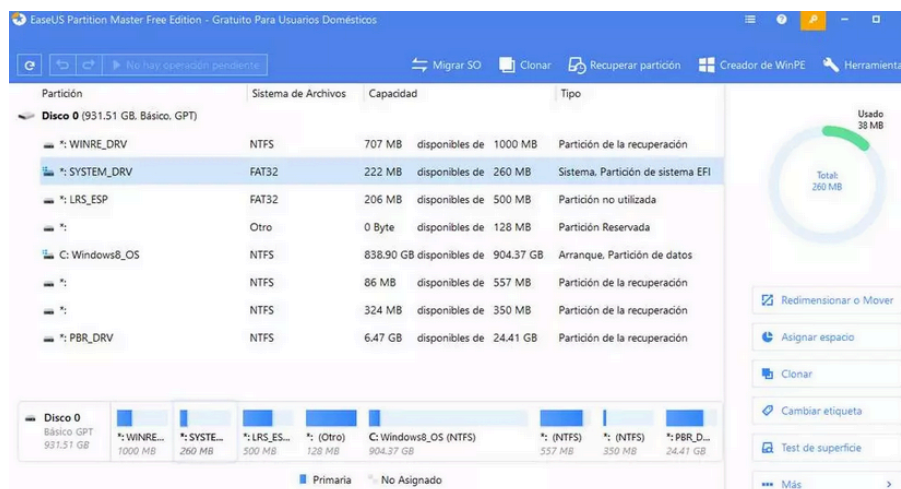 EaseUS Partition Master Free Edition - Gratuito Para Usuarios Domésticos
No hay operación pendiente Migrar SO Clonar Recuperar partición Creador de WinPE Herramienta
Partición Sistema de Archivos Capacidad Tipo
Disco 0 (931.51 GB, Básico, GPT)
*: WINRE_DRV NTFS 707 MB disponibles de 1000 MB Partición de la recuperación
*: SYSTEM_DRV FAT32 222 MB disponibles de 260 MB Sistema, Partición de sistema EFI
*: LRS_ESP FAT32 206 MB disponibles de 500 MB Partición no utilizada
*: Otro 0 Byte disponibles de 128 MB Partición Reservada
C: Windows8_OS NTFS 838.90 GB disponibles de 904.37 GB Arranque, Partición de datos
*: NTFS 86 MB disponibles de 557 MB Partición de la recuperación
*: NTFS 324 MB disponibles de 350 MB Partición de la recuperación
*: PBR_DRV NTFS 6.47 GB disponibles de 24.41 GB Partición de la recuperación
Usado
38 MB
Total:
260 MB
Redimensionar o Mover
Asignar espacio
Clonar
Cambiar etiqueta
Test de superficie
Más
Disco 0
Básico GPT
931.51 GB
*: WINRE... *: SYSTE... *: LRS_ES... *: (Otro) C: Windows8_OS (NTFS) *: (NTFS) *: (NTFS) *: PBR_D...
1000 MB 260 MB 500 MB 128 MB 904.37 GB 557 MB 350 MB 24.41 GB
Primaria No Asignado